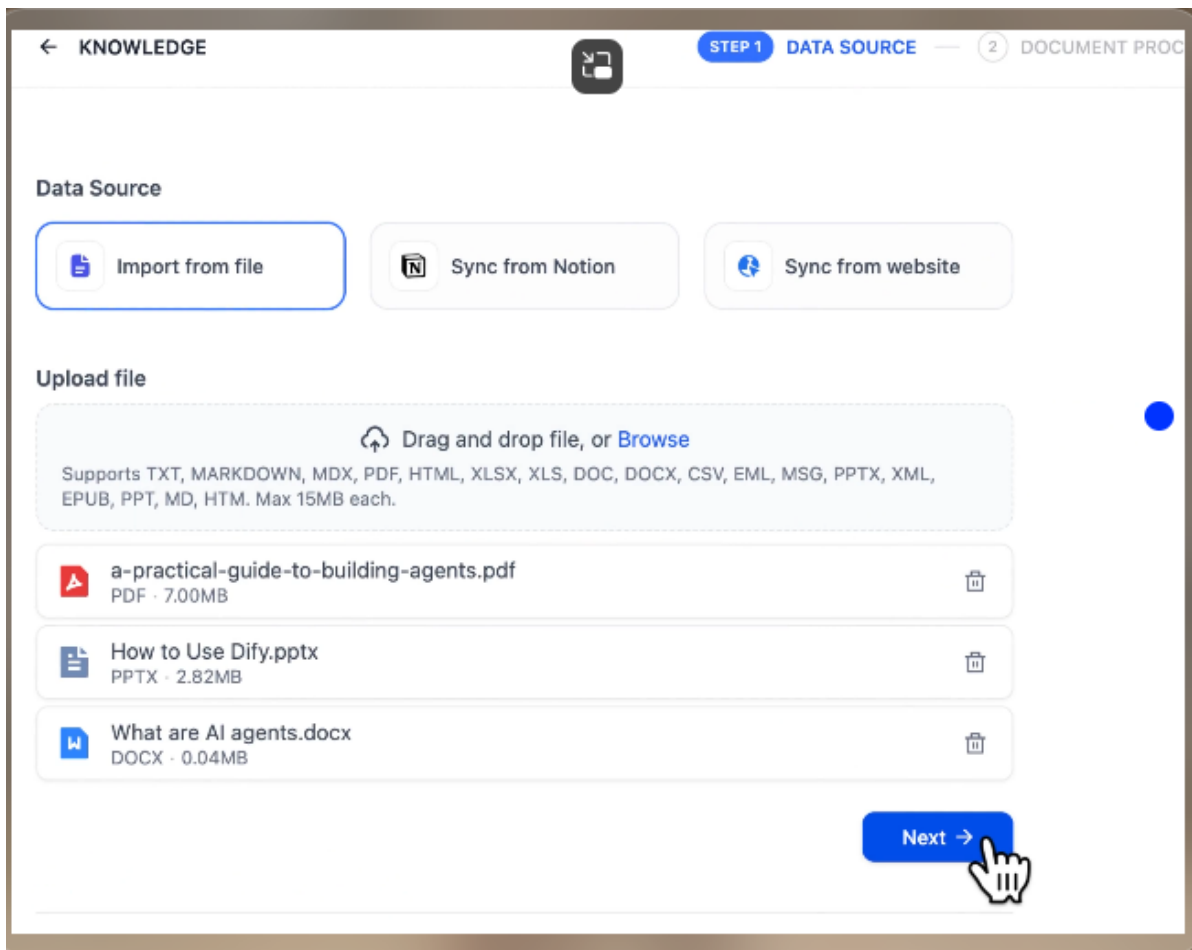 ← KNOWLEDGE
STEP 1 DATA SOURCE — 2 DOCUMENT PROC
Data Source
Import from file
Sync from Notion
Sync from website
Upload file
Drag and drop file, or Browse
Supports TXT, MARKDOWN, MDX, PDF, HTML, XLSX, XLS, DOC, DOCX, CSV, EML, MSG, PPTX, XML,
EPUB, PPT, MD, HTM. Max 15MB each.
a-practical-guide-to-building-agents.pdf
PDF · 7.00MB
How to Use Dify.pptx
PPTX · 2.82MB
What are AI agents.docx
DOCX · 0.04MB
Next →